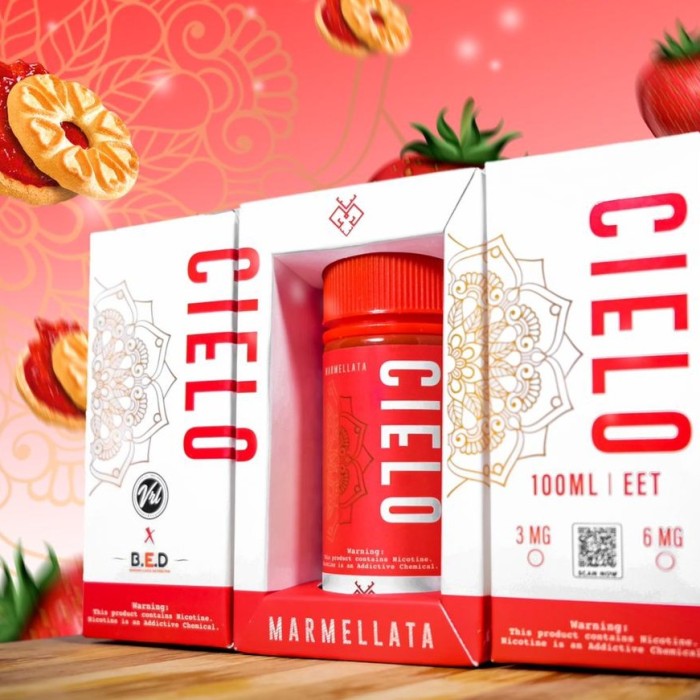 CIELO
Vrl
X
B.E.D
Warning:
This product contains Nicotine.
Nicotine is an Addictive Chemical.
CIELO
MARMELLATA
CIELO
Warning:
This product contains Nicotine.
Nicotine is an Addictive Chemical.
MARMELLATA
CIELO
100ML | EET
3 MG
6 MG
SCAN NOW
Warning:
This product contains Nicotine.
Nicotine is an Addictive Chemical.